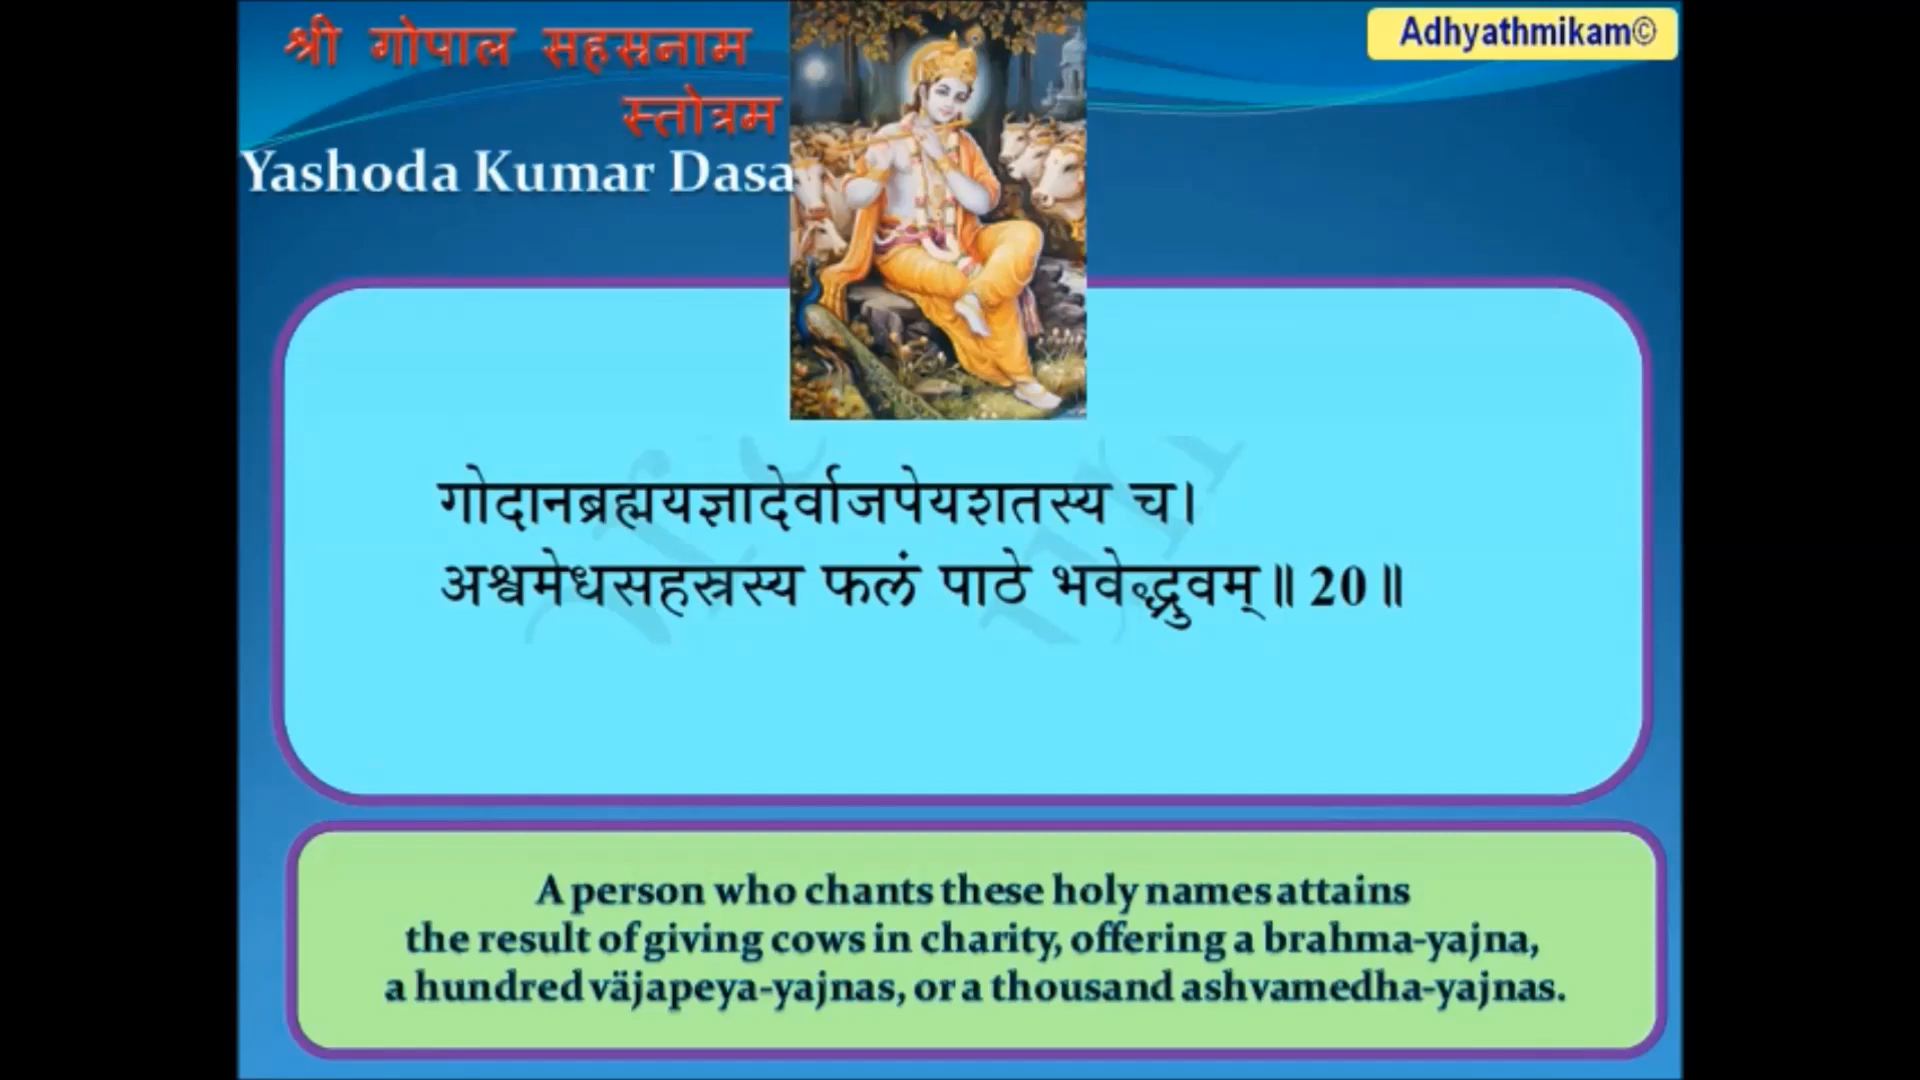 श्री गोपाल सहस्रनाम
स्तोत्रम
Adhyathmikam©
Yashoda Kumar Dasa
गोदानब्रह्मयज्ञादेर्वाजपेयशतस्य च।
अश्वमेधसहस्रस्य फलं पाठे भवेद्ध्रुवम्॥ 20॥
A person who chants these holy names attains
the result of giving cows in charity, offering a brahma-yajna,
a hundred väjapeya-yajnas, or a thousand ashvamedha-yajnas.